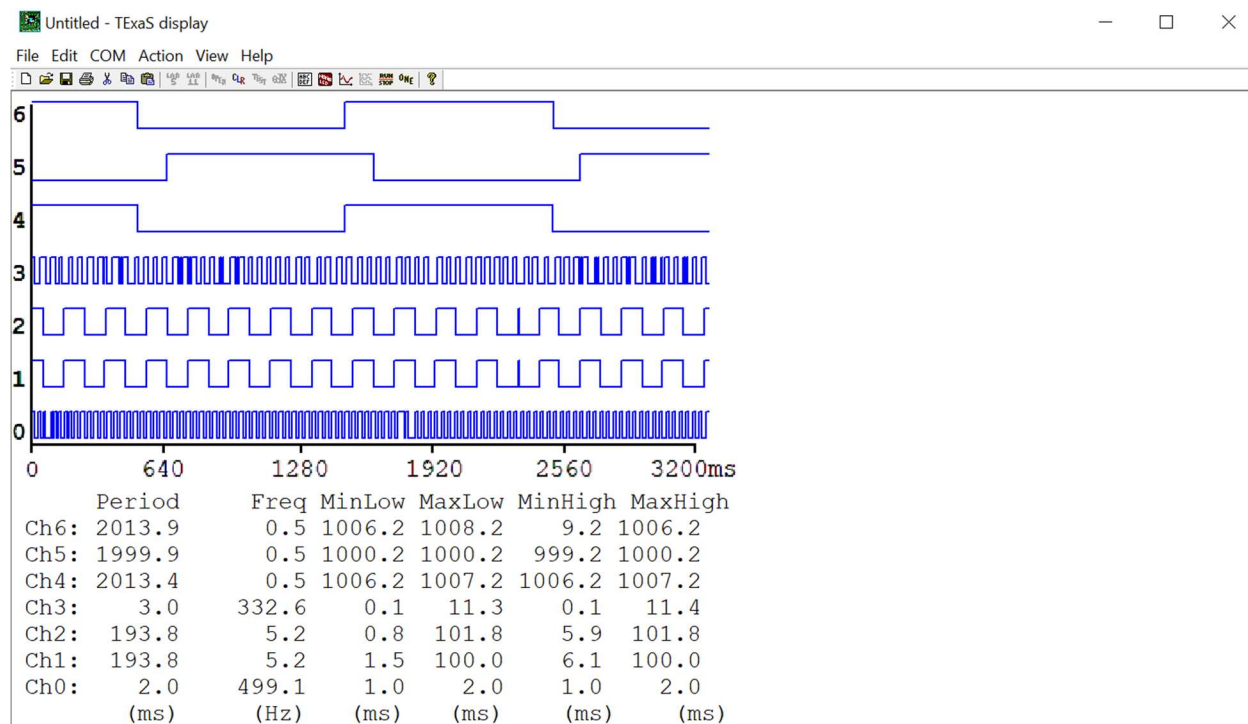 Untitled - TExaS display
File Edit COM Action View Help
6
5
4
3
2
1
0
0 640 1280 1920 2560 3200ms
Period Freq MinLow MaxLow MinHigh MaxHigh
Ch6: 2013.9 0.5 1006.2 1008.2 9.2 1006.2
Ch5: 1999.9 0.5 1000.2 1000.2 999.2 1000.2
Ch4: 2013.4 0.5 1006.2 1007.2 1006.2 1007.2
Ch3: 3.0 332.6 0.1 11.3 0.1 11.4
Ch2: 193.8 5.2 0.8 101.8 5.9 101.8
Ch1: 193.8 5.2 1.5 100.0 6.1 100.0
Ch0: 2.0 499.1 1.0 2.0 1.0 2.0
(ms) (Hz) (ms) (ms) (ms) (ms)